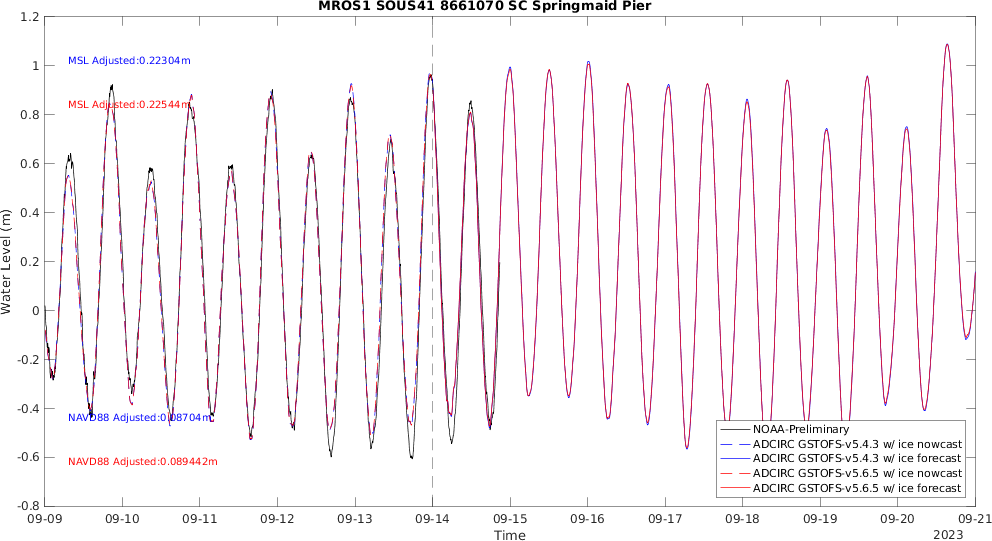 MROS1 SOUS41 8661070 SC Springmaid Pier
1.2
1
0.8
0.6
0.4
0.2
0
-0.2
-0.4
-0.6
-0.8
Water Level (m)
MSL Adjusted:0.22304m
MSL Adjusted:0.22544m
NAVD88 Adjusted:0.08704m
NAVD88 Adjusted:0.089442m
NOAA-Preliminary
ADCIRC GSTOFS-v5.4.3 w/ ice nowcast
ADCIRC GSTOFS-v5.4.3 w/ ice forecast
ADCIRC GSTOFS-v5.6.5 w/ ice nowcast
ADCIRC GSTOFS-v5.6.5 w/ ice forecast
09-09 09-10 09-11 09-12 09-13 09-14 09-15 09-16 09-17 09-18 09-19 09-20 09-21
Time
2023